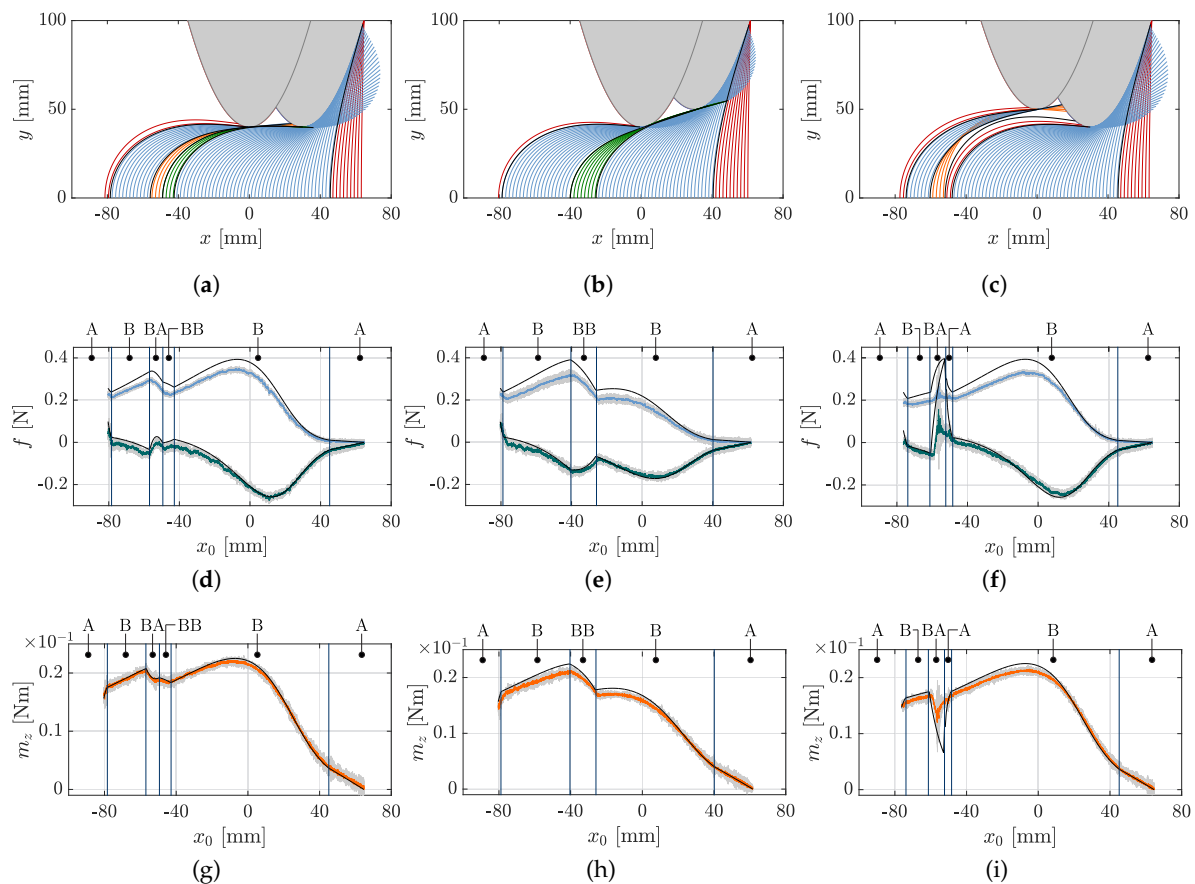 100 100 100
y [mm] y [mm] y [mm]
50 50 50
0 0 0
-80 -40 0 40 80 -80 -40 0 40 80 -80 -40 0 40 80
x [mm] x [mm] x [mm]
(a) (b) (c)
A B BA BB B A A B BB B A A B BA A B A
0.4 0.4 0.4
0.2 0.2 0.2
f [N] f [N] f [N]
0 0 0
-0.2 -0.2 -0.2
-80 -40 0 40 80 -80 -40 0 40 80 -80 -40 0 40 80
x₀ [mm] x₀ [mm] x₀ [mm]
(d) (e) (f)
×10⁻¹ ×10⁻¹ ×10⁻¹
A B BA BB B A A B BB B A A B BA A B A
0.2 0.2 0.2
m_z [Nm] m_z [Nm] m_z [Nm]
0.1 0.1 0.1
0 0 0
-80 -40 0 40 80 -80 -40 0 40 80 -80 -40 0 40 80
x₀ [mm] x₀ [mm] x₀ [mm]
(g) (h) (i)